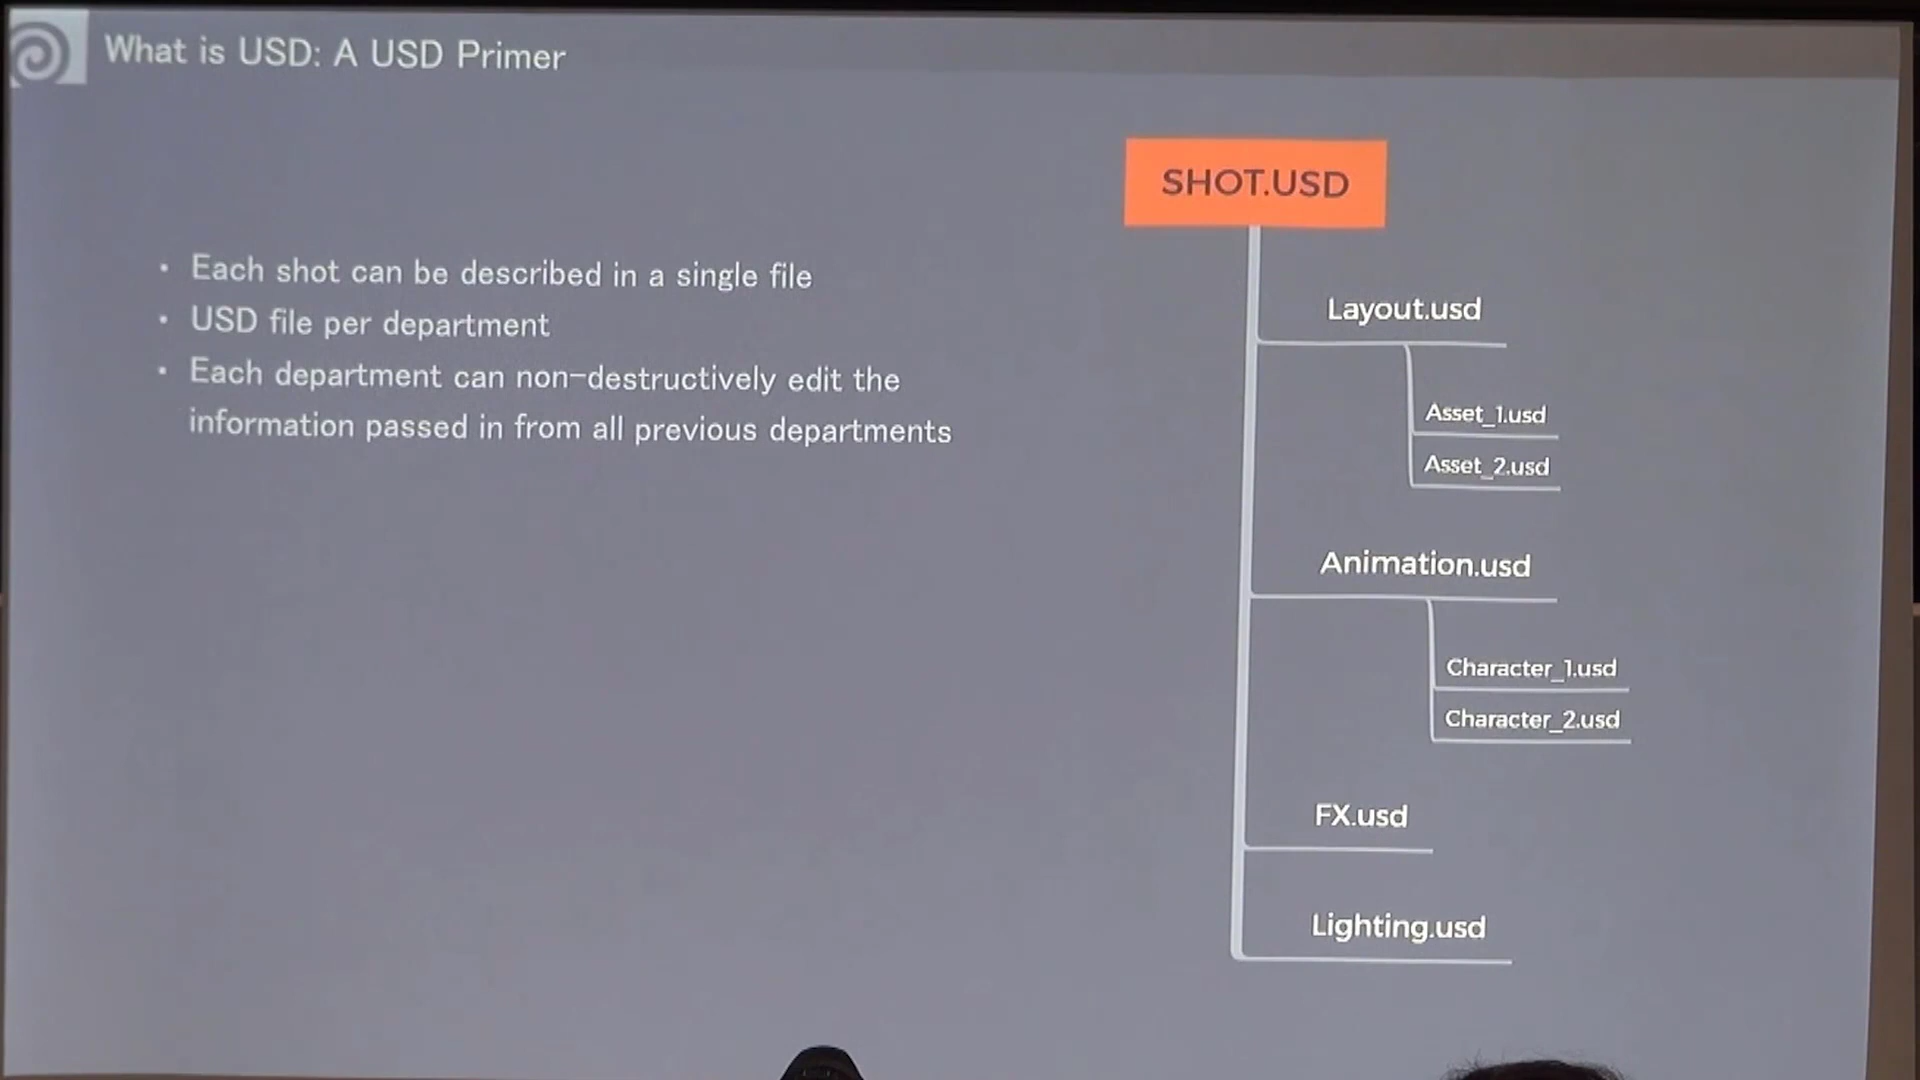 What is USD: A USD Primer
• Each shot can be described in a single file
• USD file per department
• Each department can non-destructively edit the
information passed in from all previous departments
SHOT.USD
Layout.usd
Asset_1.usd
Asset_2.usd
Animation.usd
Character_1.usd
Character_2.usd
FX.usd
Lighting.usd